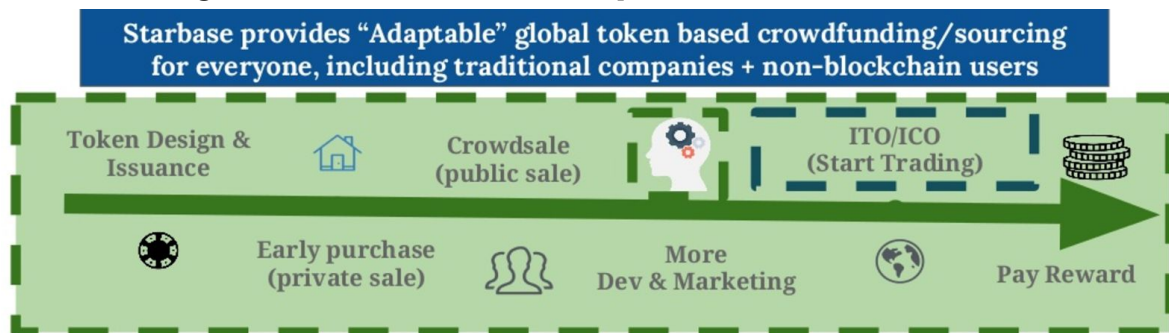 Starbase provides “Adaptable” global token based crowdfunding/sourcing
for everyone, including traditional companies + non-blockchain users
Token Design &
Issuance
Early purchase
(private sale)
Crowdsale
(public sale)
More
Dev & Marketing
ITO/ICO
(Start Trading)
Pay Reward